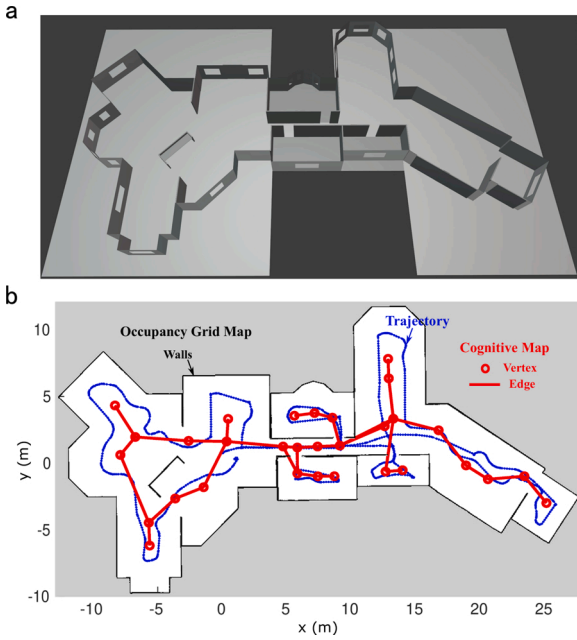 a
b
Occupancy Grid Map
Walls
Trajectory
Cognitive Map
Vertex
Edge
10
5
0
-5
-10
y (m)
-10
-5
0
5
10
15
20
25
x (m)